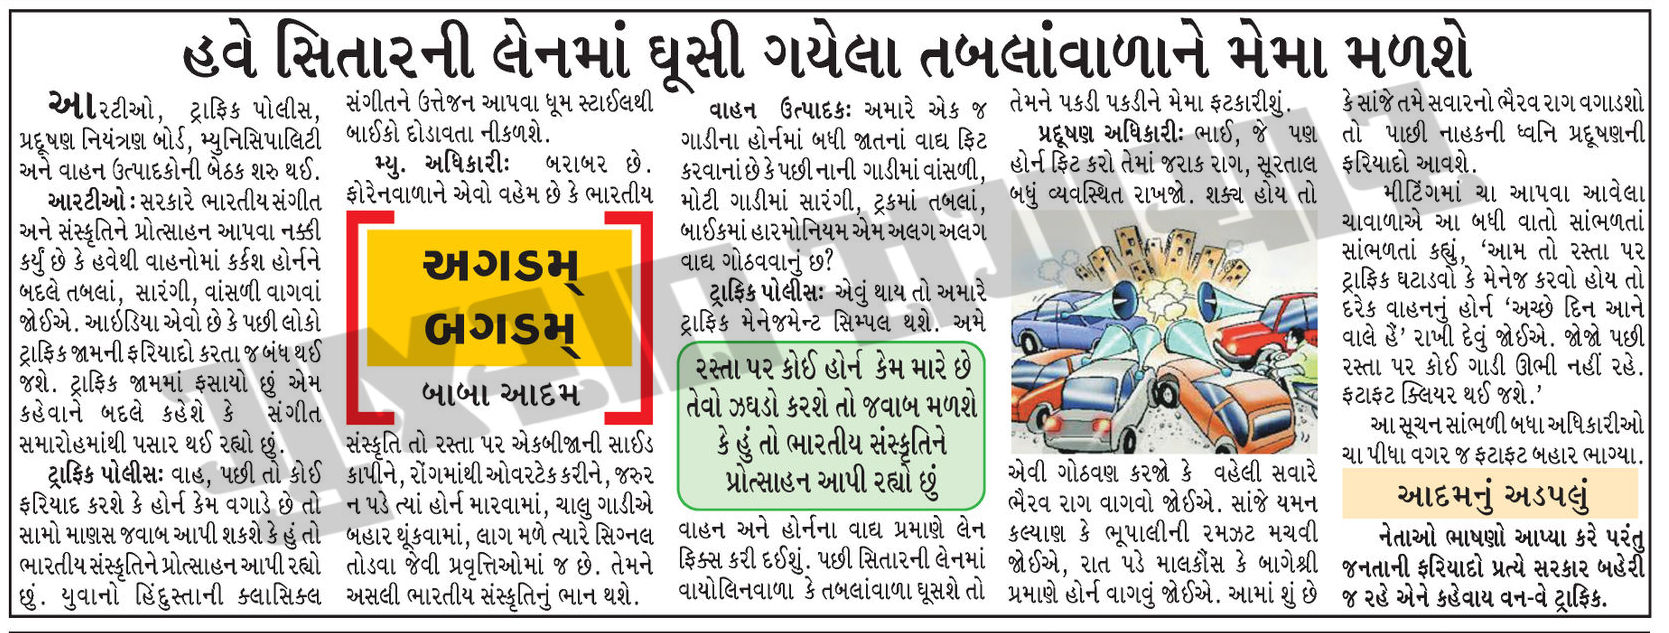 હવે સિતારની લેનમાં ઘૂસી ગયેલા તબલાંવાળાને મેમા મળશે
આરટીઓ, ટ્રાફિક પોલીસ,
પ્રદૂષણ નિયંત્રણ બોર્ડ, મ્યુનિસિપાલિટી
અને વાહન ઉત્પાદકોની બેઠક શરુ થઈ.
આરટીઓ : સરકારે ભારતીય સંગીત
અને સંસ્કૃતિને પ્રોત્સાહન આપવા નક્કી
કર્યું છે કે હવેથી વાહનોમાં કર્કશ હોર્નને
બદલે તબલાં, સારંગી, વાંસળી વાગવાં
જોઈએ. આઇડિયા એવો છે કે પછી લોકો
ટ્રાફિક જામની ફરિયાદો કરતા જ બંધ થઈ
જશે. ટ્રાફિક જામમાં ફસાયો છું એમ
કહેવાને બદલે કહેશે કે સંગીત
સમારોહમાંથી પસાર થઈ રહ્યો છું.
ટ્રાફિક પોલીસઃ વાહ, પછી તો કોઈ
ફરિયાદ કરશે કે હોર્ન કેમ વગાડે છે તો
સામો માણસ જવાબ આપી શકશે કે હું તો
ભારતીય સંસ્કૃતિને પ્રોત્સાહન આપી રહ્યો
છું. યુવાનો હિંદુસ્તાની ક્લાસિક્લ
સંગીતને ઉત્તેજન આપવા ધૂમ સ્ટાઈલથી
બાઈકો દોડાવતા નીકળશે.
મ્યુ. અધિકારીઃ બરાબર છે.
ફોરેનવાળાને એવો વહેમ છે કે ભારતીય
અગડમ્
બગડમ્
બાબા આદમ
સંસ્કૃતિ તો રસ્તા પર એકબીજાની સાઈડ
કાપીને, રોંગમાંથી ઓવરટેક કરીને, જરુર
ન પડે ત્યાં હોર્ન મારવામાં, ચાલુ ગાડીએ
બહાર થૂંકવામાં, લાગ મળે ત્યારે સિગ્નલ
તોડવા જેવી પ્રવૃત્તિઓમાં જ છે. તેમને
અસલી ભારતીય સંસ્કૃતિનું ભાન થશે.
વાહન ઉત્પાદકઃ અમારે એક જ
ગાડીના હોર્નમાં બધી જાતનાં વાદ્ય ફિટ
કરવાનાં છે કે પછી નાની ગાડીમાં વાંસળી,
મોટી ગાડીમાં સારંગી, ટ્રકમાં તબલાં,
બાઈકમાં હારમોનિયમ એમ અલગ અલગ
વાદ્ય ગોઠવવાનું છ?
ટ્રાફિક પોલીસઃ એવું થાય તો અમારે
ટ્રાફિક મેનેજમેન્ટ સિમ્પલ થશે. અમે
રસ્તા પર કોઈ હોર્ન કેમ મારે છે
તેવો ઝઘડો કરશે તો જવાબ મળશે
કે હું તો ભારતીય સંસ્કૃતિને
પ્રોત્સાહન આપી રહ્યો છું
વાહન અને હોર્નના વાદ્ય પ્રમાણે લેન
ફિક્સ કરી દઈશું. પછી સિતારની લેનમાં
વાયોલિનવાળા કે તબલાંવાળા ઘૂસશે તો
તેમને પકડી પકડીને મેમા ફટકારીશું.
પ્રદૂષણ અધિકારી: ભાઈ, જે પણ
હોર્ન ફિટ કરો તેમાં જરાક રાગ, સૂરતાલ
બધું વ્યવસ્થિત રાખજો. શક્ય હોય તો
એવી ગોઠવણ કરજો કે વહેલી સવારે
ભૈરવ રાગ વાગવો જોઈએ. સાંજે યમન
કલ્યાણ કે ભૂપાલીની રમઝટ મચવી
જોઈએ, રાત પડે માલકૌંસ કે બાગેશ્રી
પ્રમાણે હોર્ન વાગવું જોઈએ. આમાં શું છે
કે સાંજે તમે સવારનો ભૈરવ રાગ વગાડશો
તો પાછી નાહકની ધ્વનિ પ્રદૂષણની
ફરિયાદો આવશે.
મીટિંગમાં ચા આપવા આવેલા
ચાવાળાએ આ બધી વાતો સાંભળતાં
સાંભળતાં કહ્યું, ‘આમ તો રસ્તા પર
ટ્રાફિક ઘટાડવો કે મેનેજ કરવો હોય તો
દરેક વાહનનું હોર્ન ‘અચ્છે દિન આને
વાલે હૈં’ રાખી દેવું જોઈએ. જોજો પછી
રસ્તા પર કોઈ ગાડી ઊભી નહીં રહે.
ફટાફટ ક્લિયર થઈ જશે.’
આ સૂચન સાંભળી બધા અધિકારીઓ
ચા પીધા વગર જ ફટાફટ બહાર ભાગ્યા.
આદમનું અડપલું
નેતાઓ ભાષણો આપ્યા કરે પરંતુ
જનતાની ફરિયાદો પ્રત્યે સરકાર બહેરી
જ રહે એને કહેવાય વન-વે ટ્રાફિક.
ગુજરાત સમાચાર